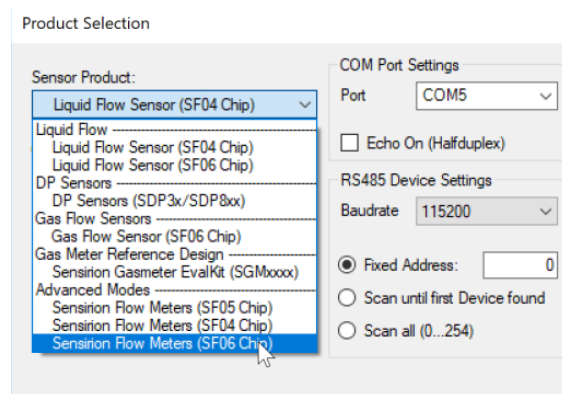 Product Selection
Sensor Product:
Liquid Flow Sensor (SF04 Chip)
Liquid Flow
Liquid Flow Sensor (SF04 Chip)
Liquid Flow Sensor (SF06 Chip)
DP Sensors
DP Sensors (SDP3x/SDP8xx)
Gas Flow Sensors
Gas Flow Sensor (SF06 Chip)
Gas Meter Reference Design
Sensirion Gasmeter EvalKit (SGMxxxx)
Advanced Modes
Sensirion Flow Meters (SF05 Chip)
Sensirion Flow Meters (SF04 Chip)
Sensirion Flow Meters (SF06 Chip)
COM Port Settings
Port COM5
Echo On (Halfduplex)
RS485 Device Settings
Baudrate 115200
Fixed Address: 0
Scan until first Device found
Scan all (0...254)